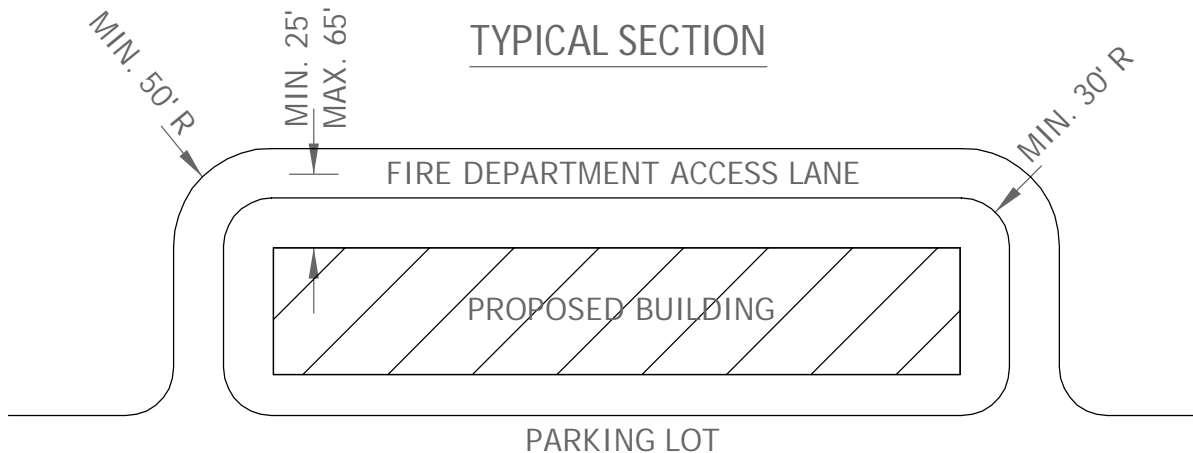 TYPICAL SECTION
MIN. 50' R
MIN. 25'
MAX. 65'
MIN. 30' R
FIRE DEPARTMENT ACCESS LANE
PROPOSED BUILDING
PARKING LOT